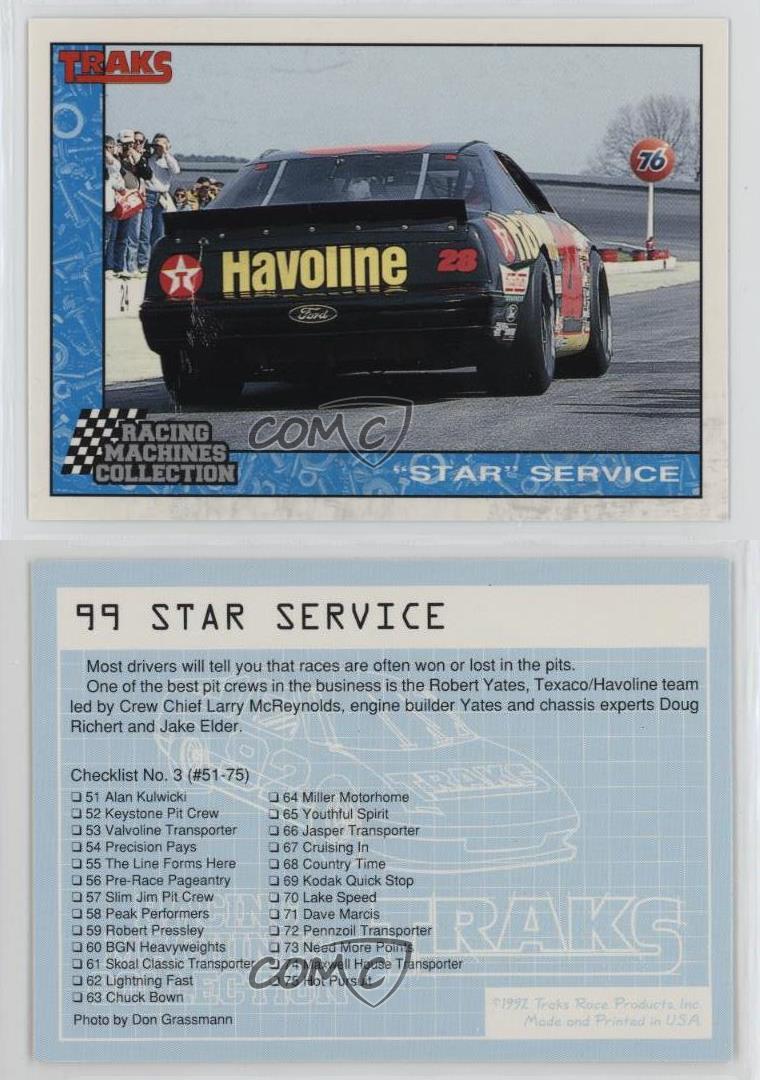 TRAKS
76
Havoline
28
Ford
24
RACING
MACHINES
COLLECTION
COMC
"STAR" SERVICE
99 STAR SERVICE
Most drivers will tell you that races are often won or lost in the pits.
One of the best pit crews in the business is the Robert Yates, Texaco/Havoline team
led by Crew Chief Larry McReynolds, engine builder Yates and chassis experts Doug
Richert and Jake Elder.
Checklist No. 3 (#51-75)
❏ 51 Alan Kulwicki
❏ 52 Keystone Pit Crew
❏ 53 Valvoline Transporter
❏ 54 Precision Pays
❏ 55 The Line Forms Here
❏ 56 Pre-Race Pageantry
❏ 57 Slim Jim Pit Crew
❏ 58 Peak Performers
❏ 59 Robert Pressley
❏ 60 BGN Heavyweights
❏ 61 Skoal Classic Transporter
❏ 62 Lightning Fast
❏ 63 Chuck Bown
❏ 64 Miller Motorhome
❏ 65 Youthful Spirit
❏ 66 Jasper Transporter
❏ 67 Cruising In
❏ 68 Country Time
❏ 69 Kodak Quick Stop
❏ 70 Lake Speed
❏ 71 Dave Marcis
❏ 72 Pennzoil Transporter
❏ 73 Need More Points
❏ 74 Maxwell House Transporter
❏ 75 Hot Pursuit
COMC
TRAKS
Photo by Don Grassmann
©1992 Traks Race Products, Inc.
Made and Printed in U.S.A.